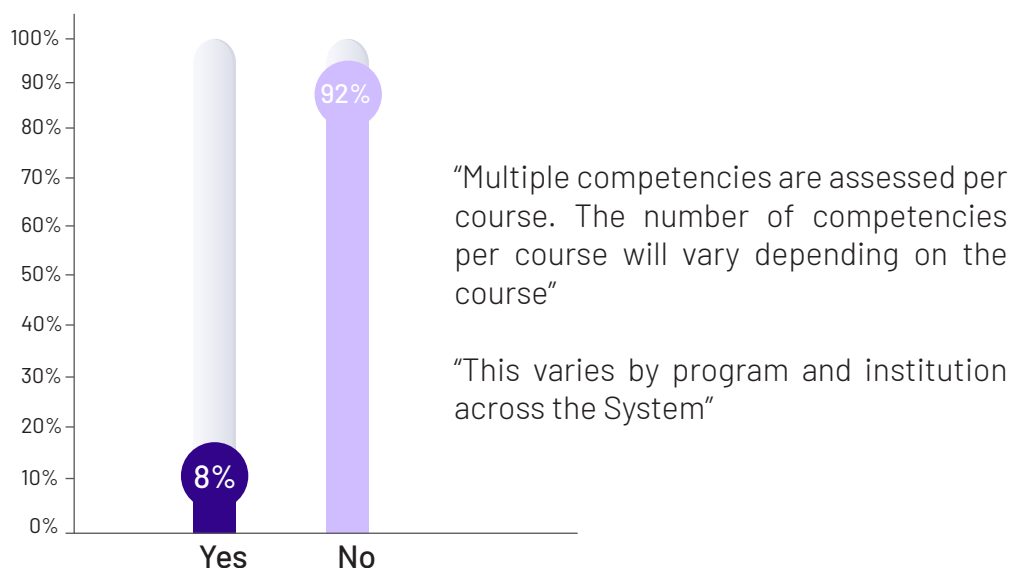 100%
90%
80%
70%
60%
50%
40%
30%
20%
10%
0%
92%
8%
Yes
No
“Multiple competencies are assessed per
course. The number of competencies
per course will vary depending on the
course”
“This varies by program and institution
across the System”